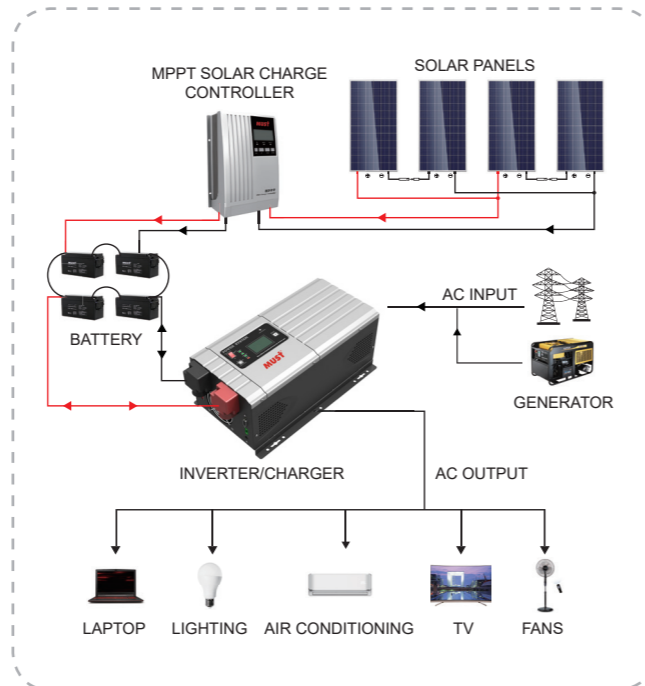 MPPT SOLAR CHARGE
CONTROLLER
SOLAR PANELS
MUST
BATTERY
AC INPUT
MUST
GENERATOR
INVERTER/CHARGER
AC OUTPUT
LAPTOP
LIGHTING
AIR CONDITIONING
TV
FANS